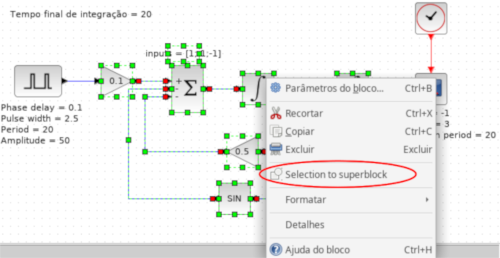 Tempo final de integração = 20
inputs = [1;-1;-1]
0.1
+
-
-
Σ
∫
Phase delay = 0.1
Pulse width = 2.5
Period = 20
Amplitude = 50
0.5
SIN
Parâmetros do bloco... Ctrl+B
Recortar Ctrl+X
Copiar Ctrl+C
Excluir Excluir
Selection to superblock
Formatar
Detalhes
Ajuda do bloco Ctrl+H
-1
= 3
n period = 20